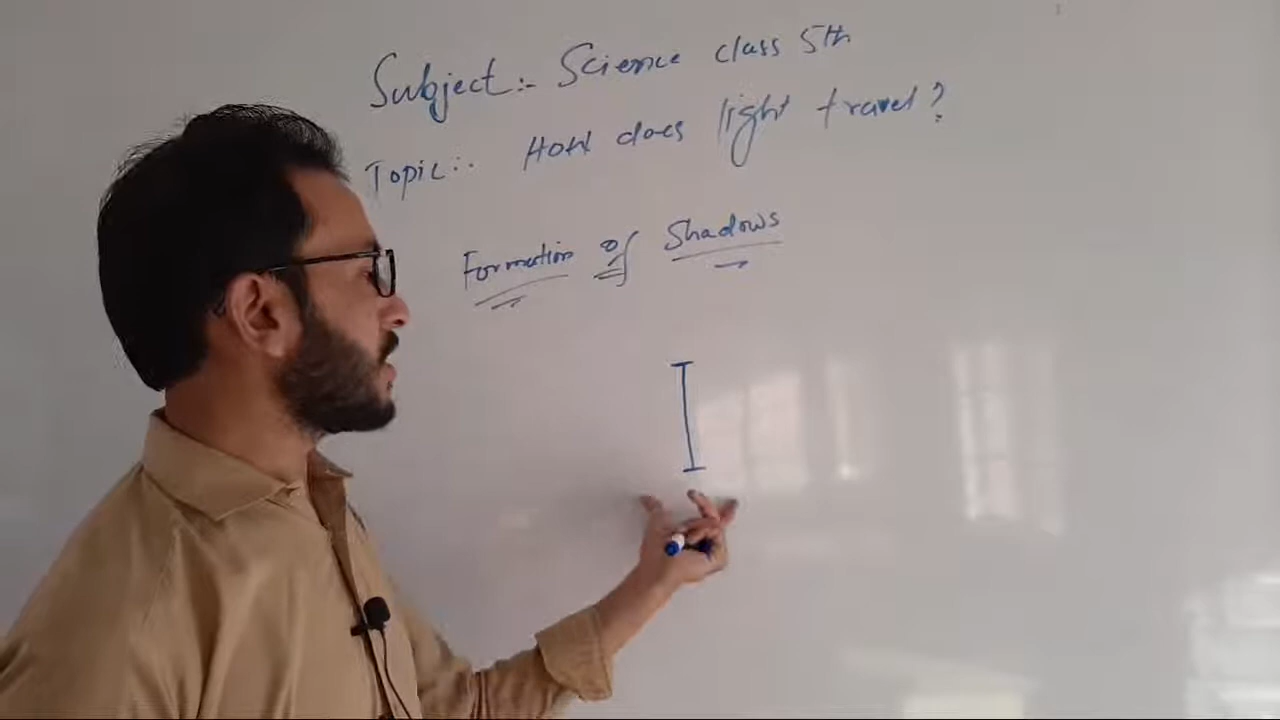 Subject:- Science class 5th
Topic:. How does light travel?
Formation of Shadows